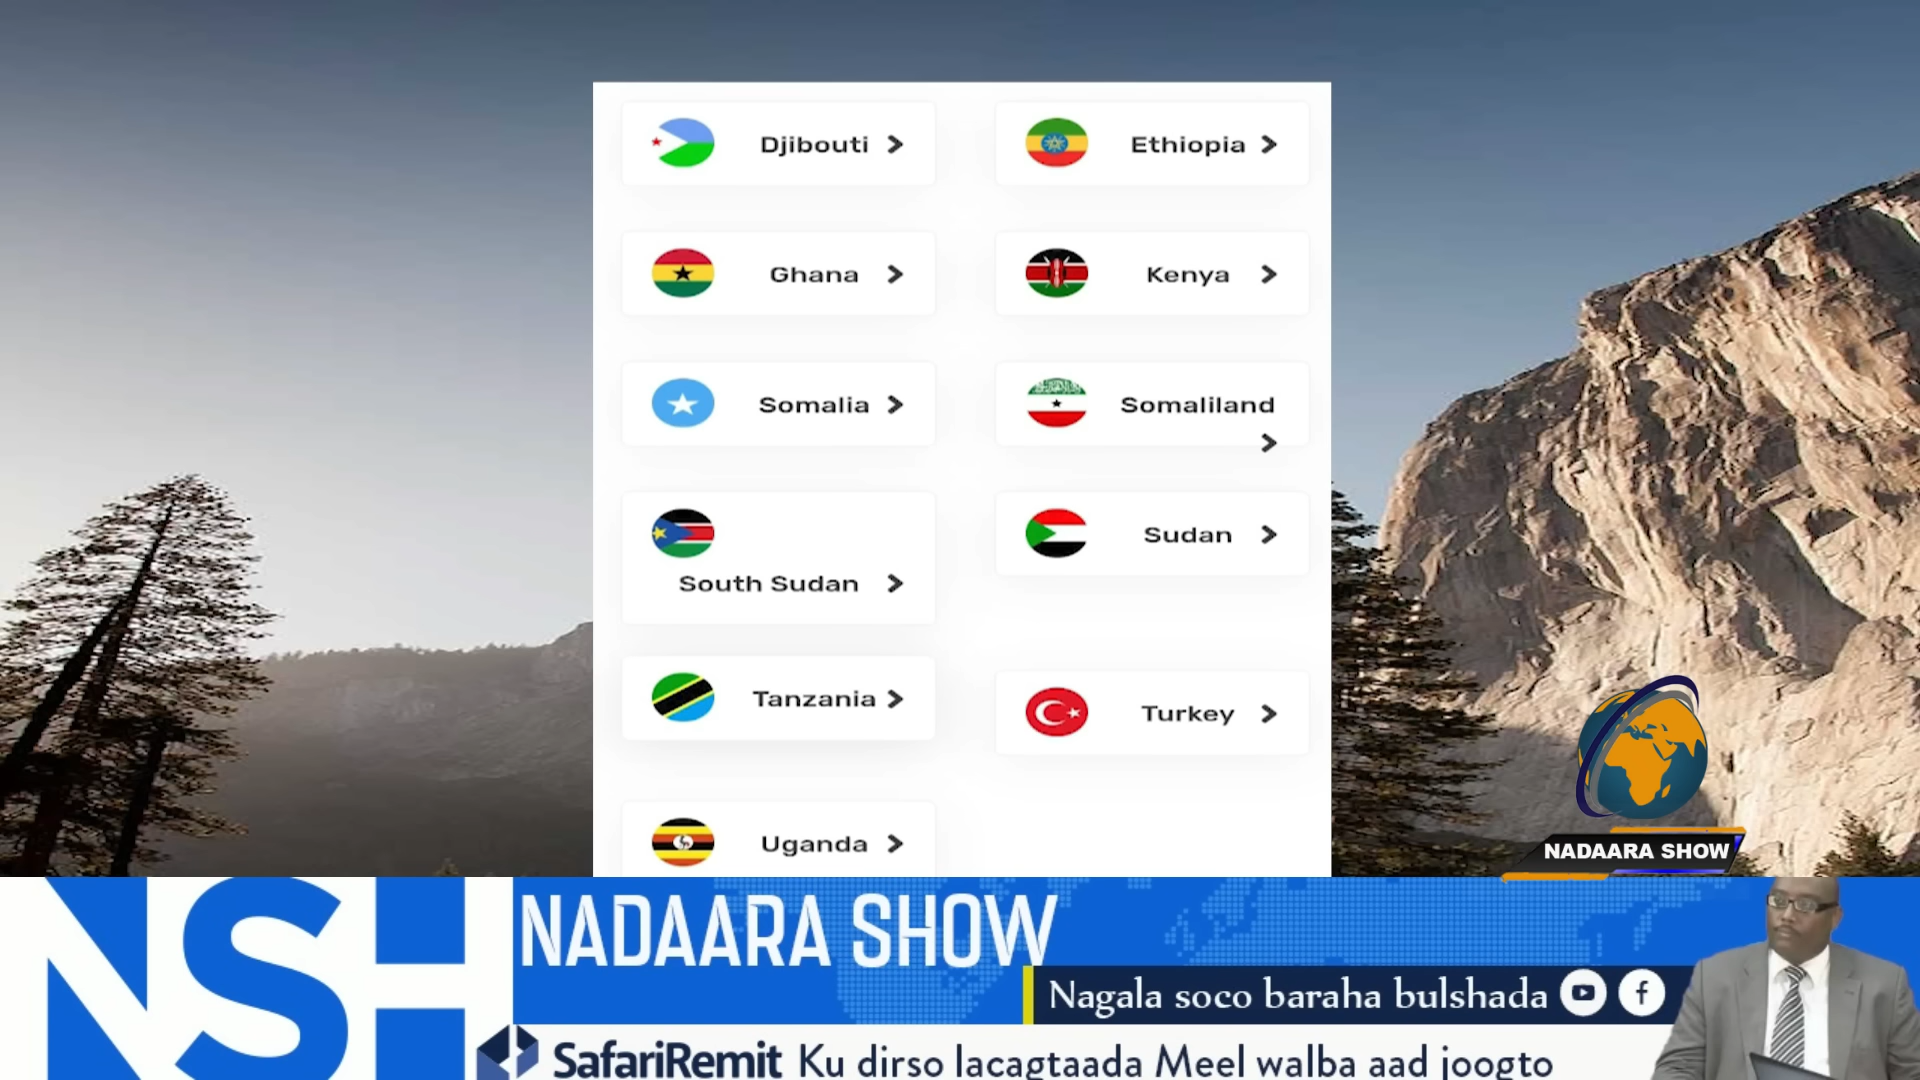 Djibouti
Ethiopia
Ghana
Kenya
Somalia
Somaliland
South Sudan
Sudan
Tanzania
Turkey
Uganda
NADAARA SHOW
NSH
NADAARA SHOW
Nagala soco baraha bulshada
SafariRemit Ku dirso lacagtaada Meel walba aad joogto